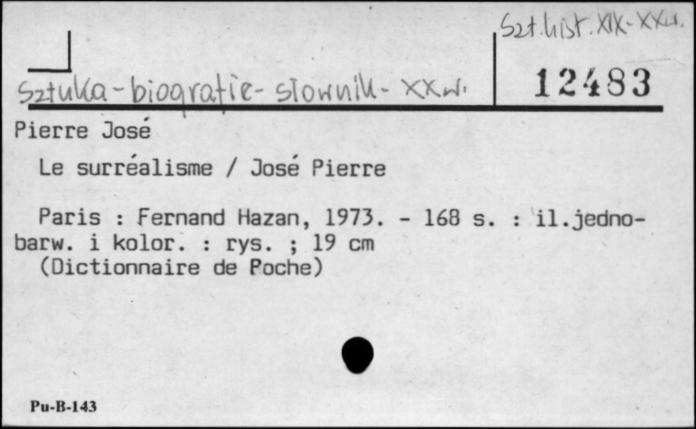 Szt.hist. XIX-XXw.
12483
Sztuka-biografie-słownik-XXw.
Pierre José
Le surréalisme / José Pierre
Paris : Fernand Hazan, 1973. - 168 s. : il.jedno-
barw. i kolor. : rys. ; 19 cm
(Dictionnaire de Poche)
Pu-B-143